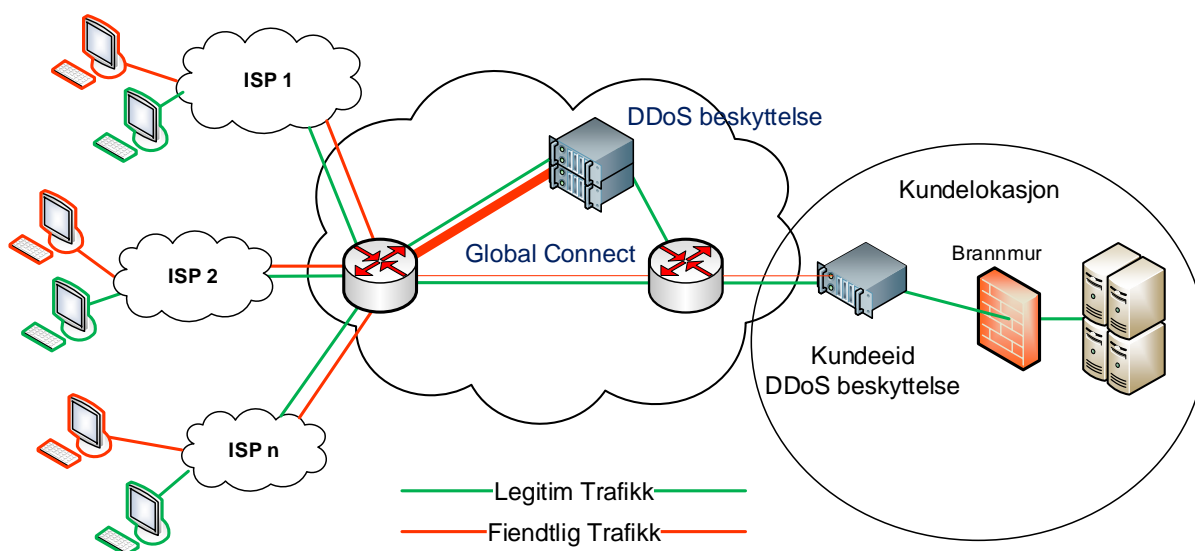 ISP 1
DDoS beskyttelse
Kundelokasjon
Global Connect
Brannmur
ISP 2
Kundeeid
DDoS beskyttelse
ISP n
Legitim Trafikk
Fiendtlig Trafikk